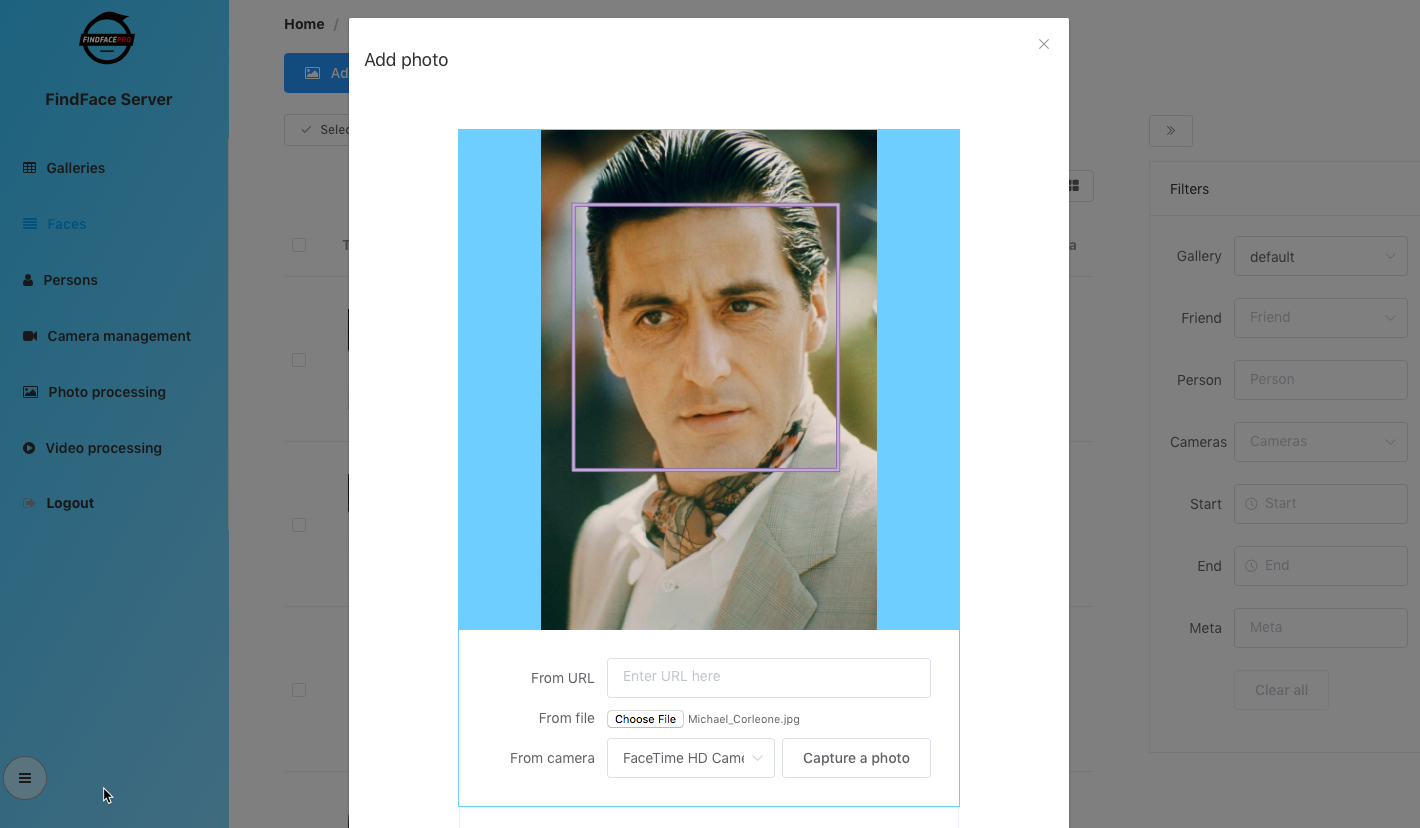 FINDFACEPRO
FindFace Server
Galleries
Faces
Persons
Camera management
Photo processing
Video processing
Logout
Home /
Ad
Selec
T
a
Add photo
From URL
Enter URL here
From file
Choose File
Michael_Corleone.jpg
From camera
FaceTime HD Came
Capture a photo
Filters
Gallery
default
Friend
Friend
Person
Person
Cameras
Cameras
Start
Start
End
End
Meta
Meta
Clear all